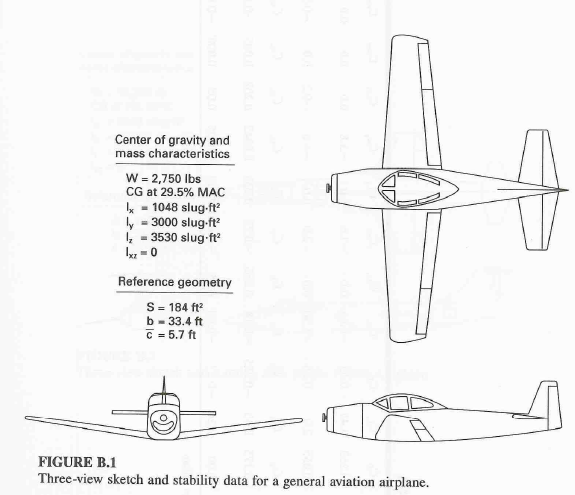 Center of gravity and
mass characteristics
W = 2,750 lbs
CG at 29.5% MAC
Iₓ = 1048 slug·ft²
Iᵧ = 3000 slug·ft²
I_z = 3530 slug·ft²
I_xz = 0
Reference geometry
S = 184 ft²
b = 33.4 ft
c̅ = 5.7 ft
FIGURE B.1
Three-view sketch and stability data for a general aviation airplane.